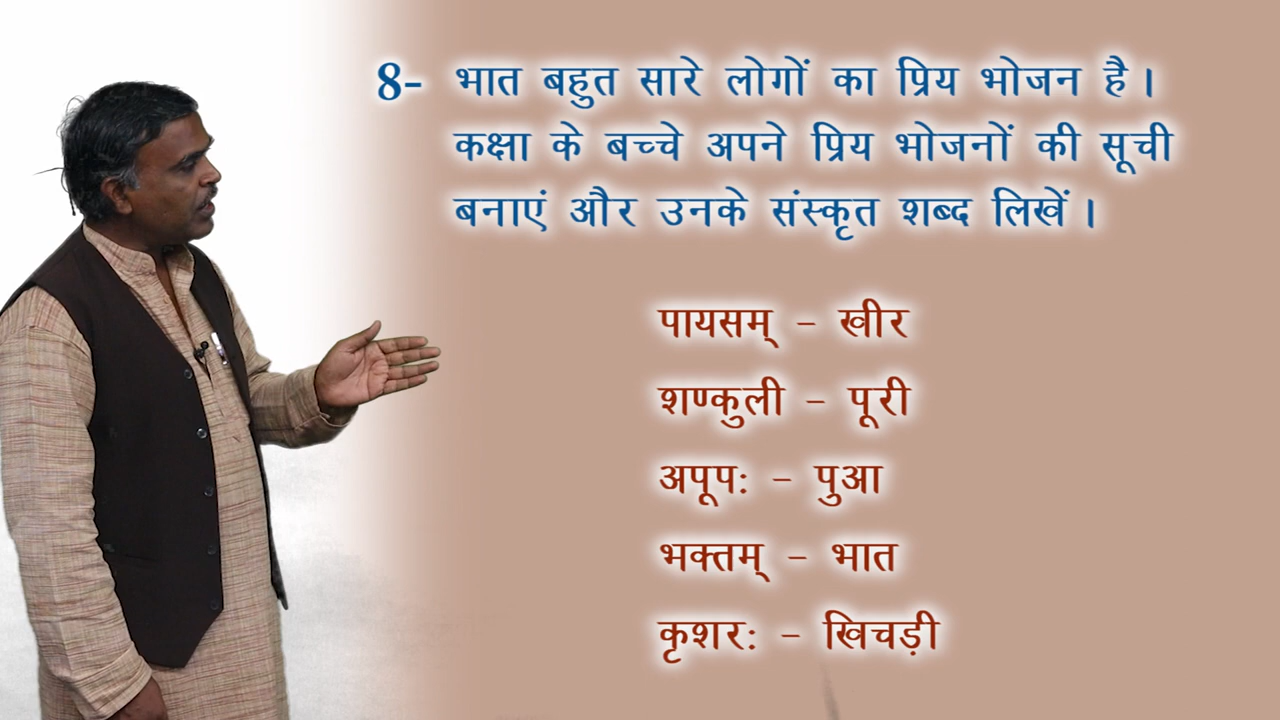 8- भात बहुत सारे लोगों का प्रिय भोजन है।
कक्षा के बच्चे अपने प्रिय भोजनों की सूची
बनाएं और उनके संस्कृत शब्द लिखें।
पायसम् - खीर
शण्कुली - पूरी
अपूपः - पुआ
भक्तम् - भात
कृशरः - खिचड़ी